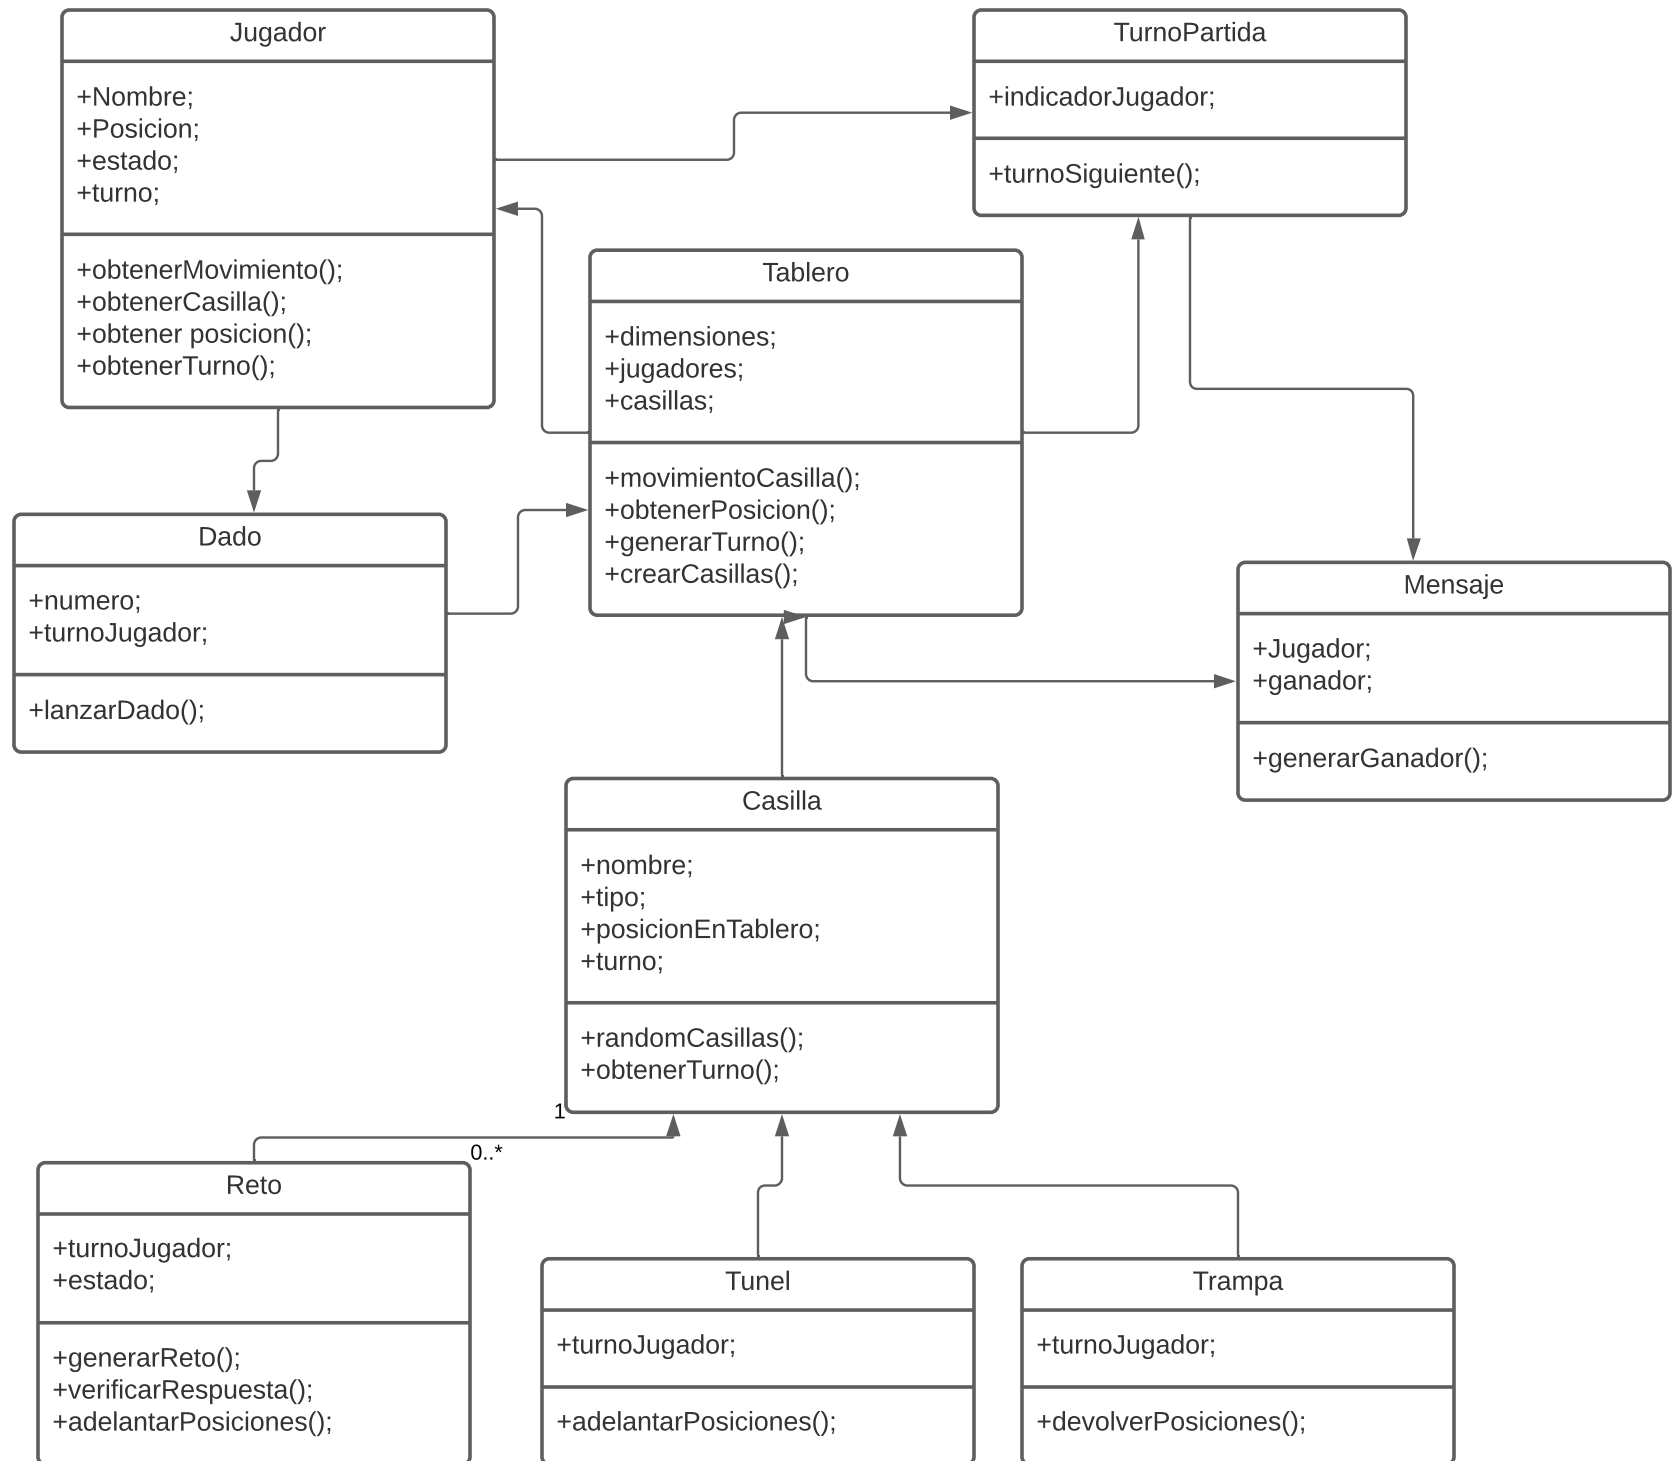 Jugador
+Nombre;
+Posicion;
+estado;
+turno;
+obtenerMovimiento();
+obtenerCasilla();
+obtener posicion();
+obtenerTurno();
TurnoPartida
+indicadorJugador;
+turnoSiguiente();
Tablero
+dimensiones;
+jugadores;
+casillas;
+movimientoCasilla();
+obtenerPosicion();
+generarTurno();
+crearCasillas();
Dado
+numero;
+turnoJugador;
+lanzarDado();
Mensaje
+Jugador;
+ganador;
+generarGanador();
Casilla
+nombre;
+tipo;
+posicionEnTablero;
+turno;
+randomCasillas();
+obtenerTurno();
1
0..*
Reto
+turnoJugador;
+estado;
+generarReto();
+verificarRespuesta();
+adelantarPosiciones();
Tunel
+turnoJugador;
+adelantarPosiciones();
Trampa
+turnoJugador;
+devolverPosiciones();